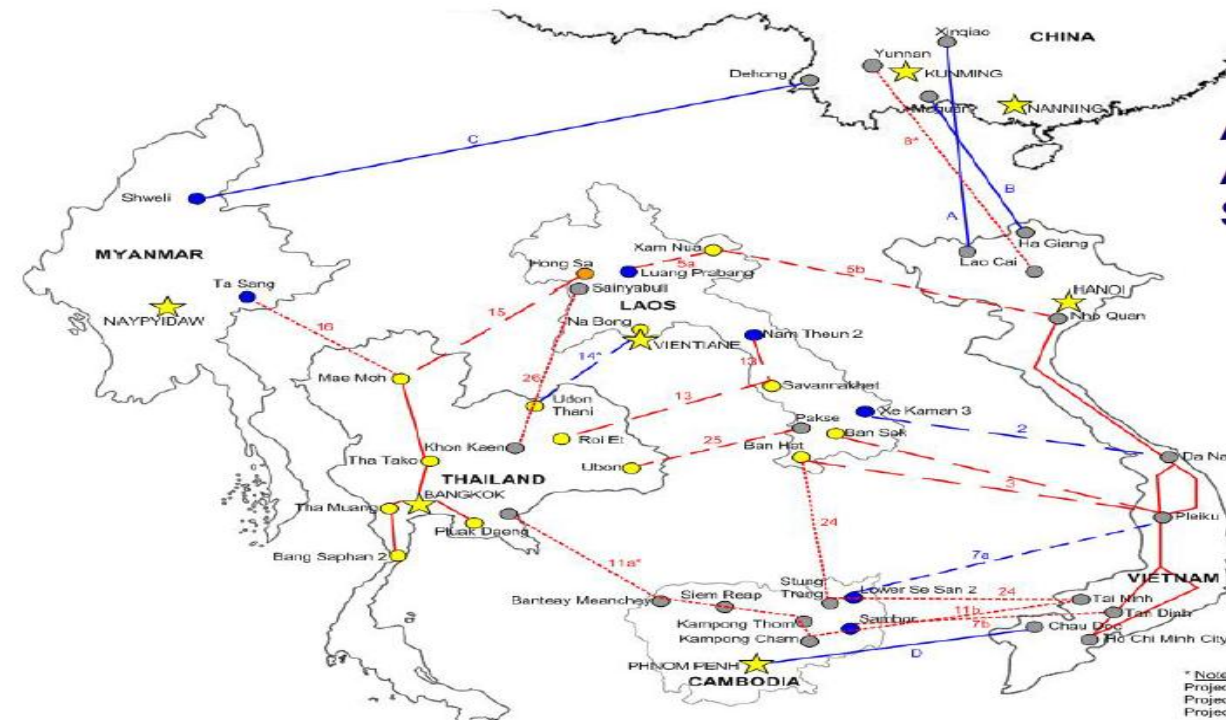 Xinqiao
CHINA
Yunnan
KUNMING
Dehong
Maguan
NANNING
C
8*
B
A
Shweli
Ha Giang
Lao Cai
MYANMAR
Xam Nua
5a
5b
Hong Sa
Luang Prabang
Ta Sang
Sainyabuli
LAOS
HANOI
NAYPYIDAW
15
Nho Quan
16
Na Bong
VIENTIANE
Nam Theun 2
14*
13
Mae Moh
26
Savannakhet
13
Udon
Thani
Xe Kaman 3
Pakse
2
Khon Kaen
Roi Et
Ban Sok
25
Ban Hat
Da Na
Tha Tako
Ubon
THAILAND
3
BANGKOK
Tha Muang
Pluak Daeng
Pleiku
24
Bang Saphan 2
11a*
7a
Stung
Treng
Lower Se San 2
VIETNAM
Banteay Meanchey
Siem Reap
24
Tai Ninh
11b
Tan Dinh
Kampong Thom
Sambor
7b
Chau Doc
Kampong Cham
Ho Chi Minh City
D
PHNOM PENH
CAMBODIA
* Note
Projec
Projec
Projec